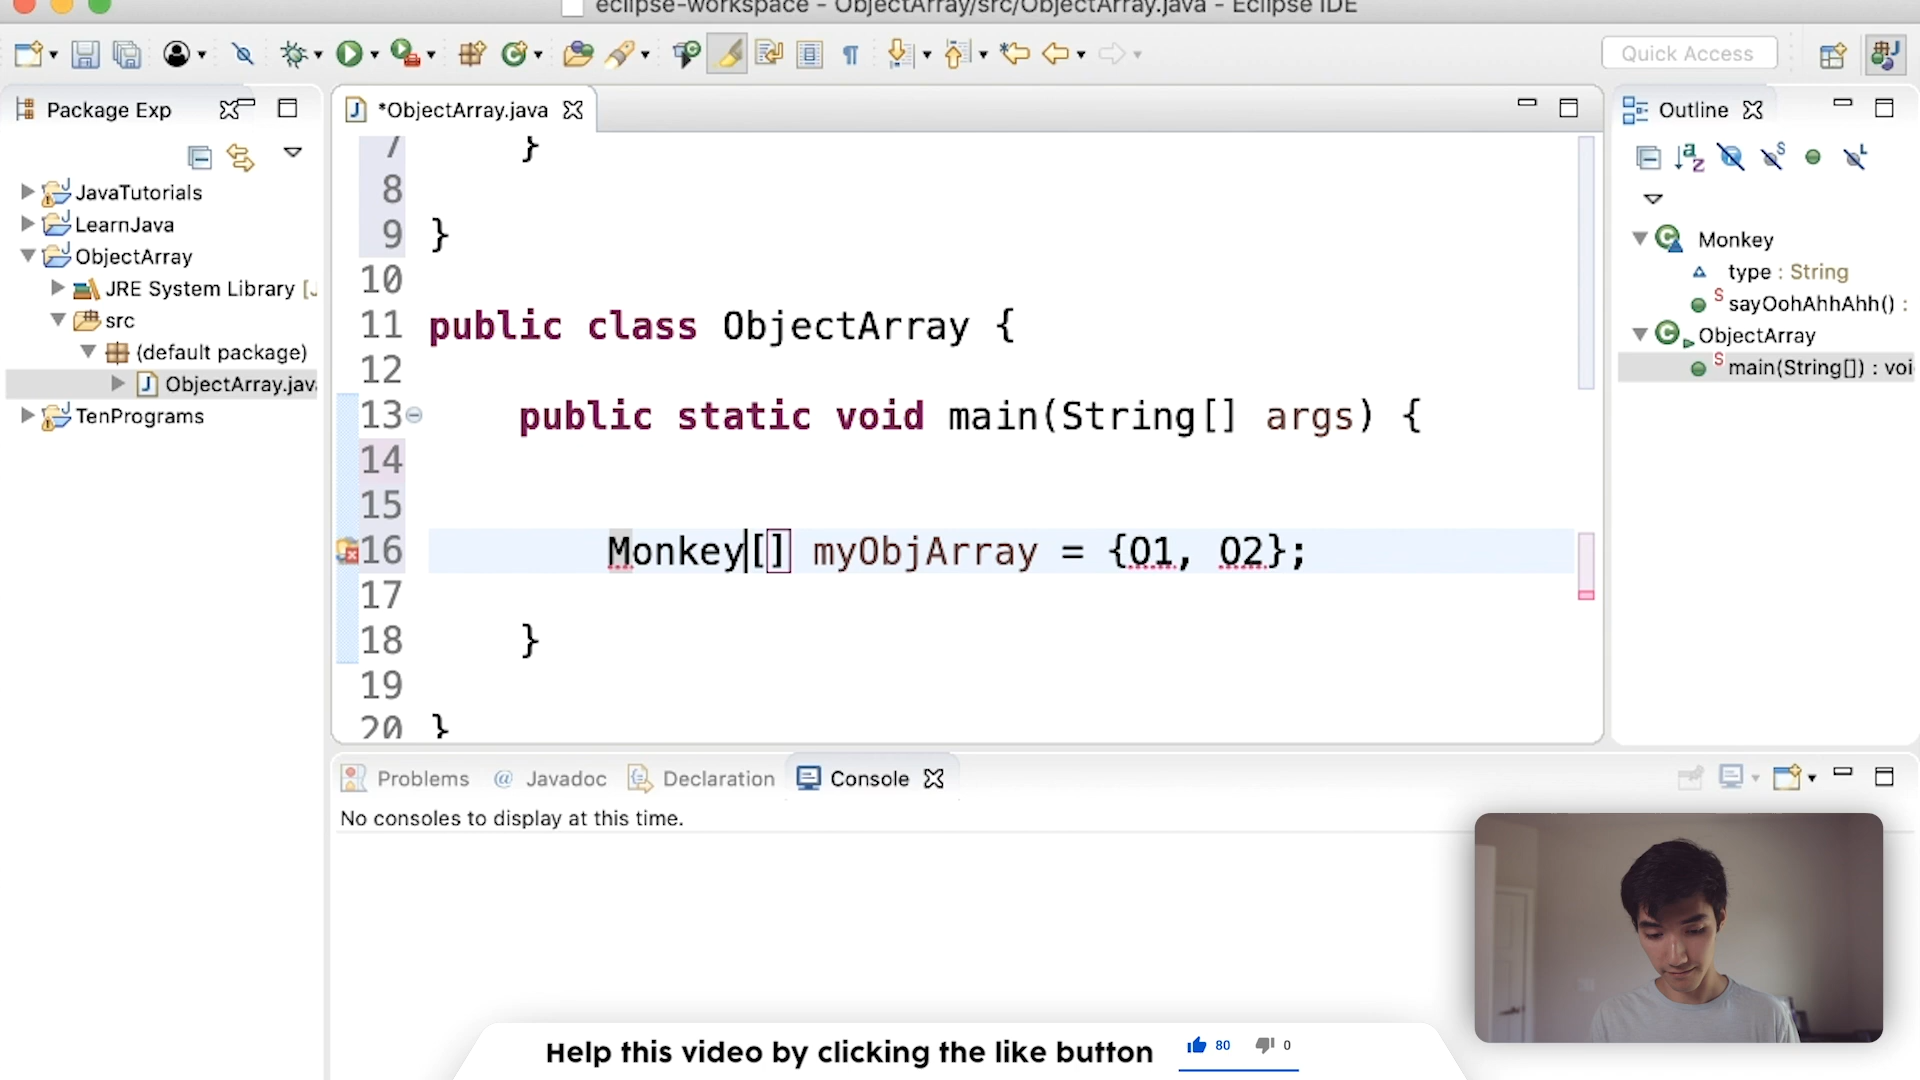 eclipse-workspace - ObjectArray/src/ObjectArray.java - Eclipse IDE
Quick Access
Package Exp
JavaTutorials
LearnJava
ObjectArray
JRE System Library [
src
(default package)
ObjectArray.jav
TenPrograms
*ObjectArray.java
7 }
8
9 }
10
11 public class ObjectArray {
12
13 public static void main(String[] args) {
14
15
16 Monkey[] myObjArray = {O1, O2};
17
18 }
19
20 }
Outline
Monkey
type : String
sayOohAhhAhh() :
ObjectArray
main(String[]) : voi
Problems @ Javadoc Declaration Console
No consoles to display at this time.
Help this video by clicking the like button 80 0